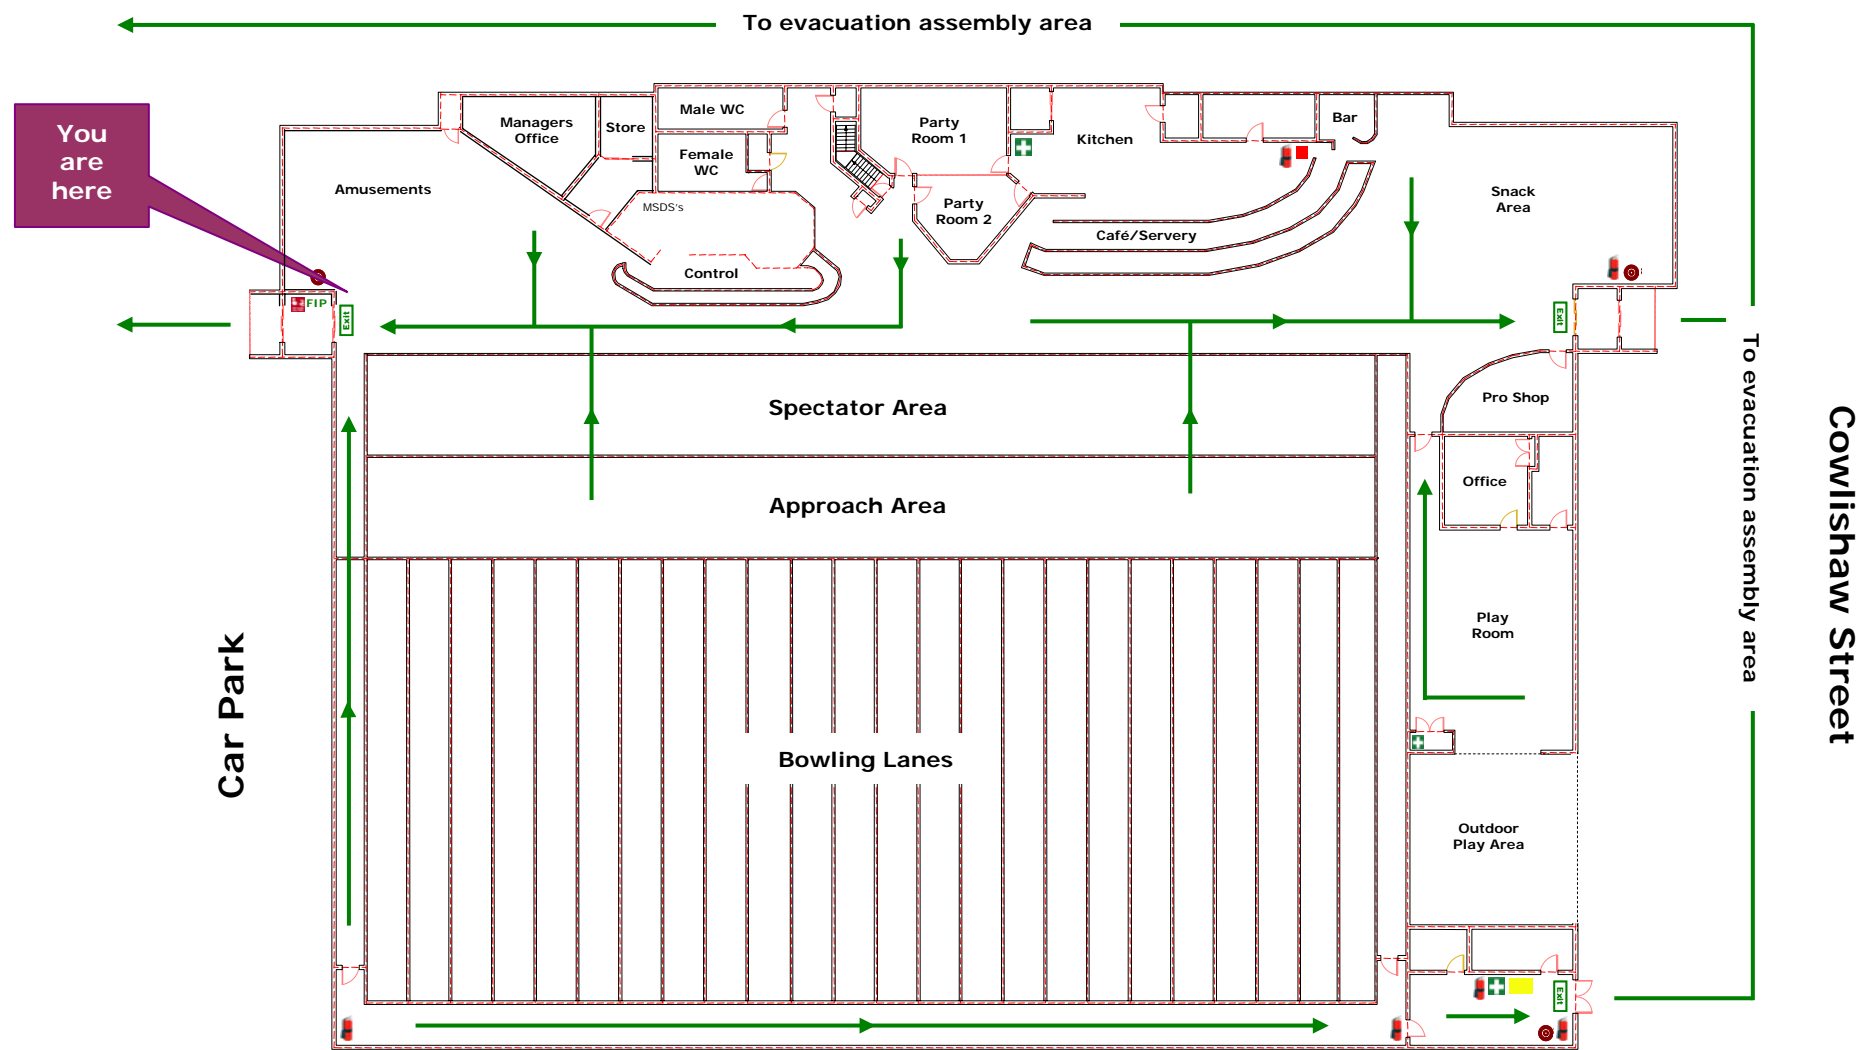 To evacuation assembly area
You
are
here
Managers
Office
Store
Male WC
Female
WC
Party
Room 1
Kitchen
Bar
Amusements
MSDS's
Party
Room 2
Snack
Area
Café/Servery
Control
FIP
Exit
Exit
To evacuation assembly area
Cowlishaw Street
Spectator Area
Pro Shop
Approach Area
Office
Play
Room
Car Park
Bowling Lanes
Outdoor
Play Area
Exit